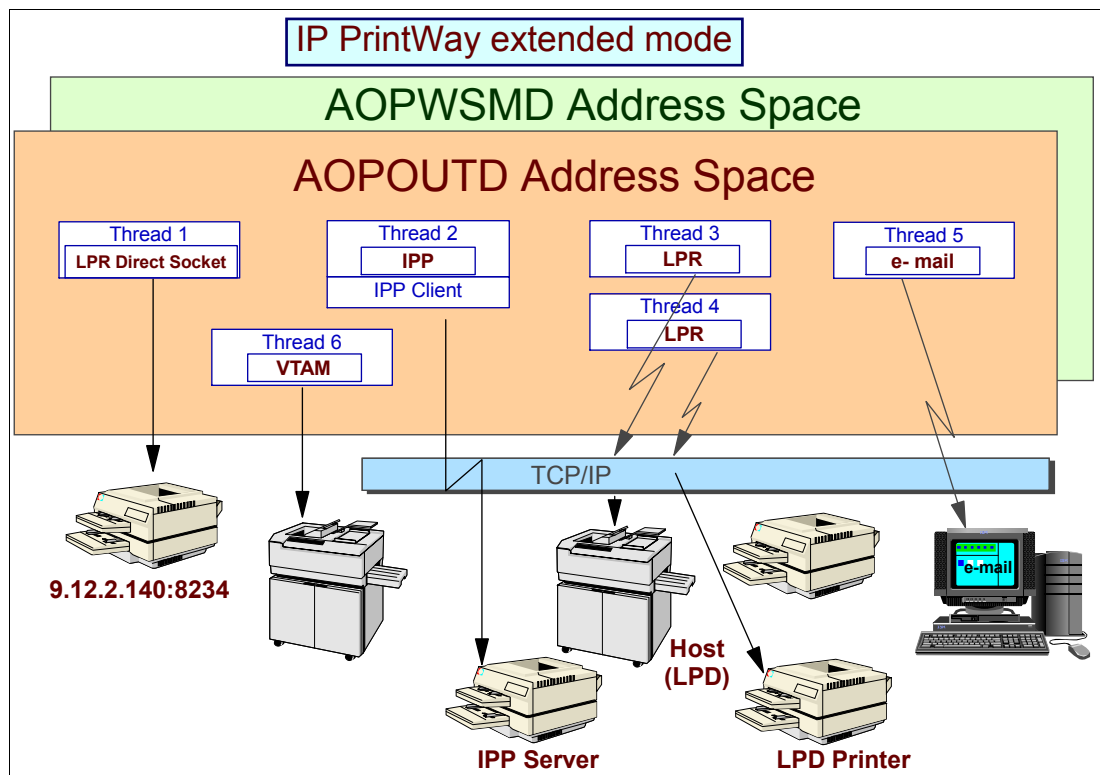 IP PrintWay extended mode
AOPWSMD Address Space
AOPOUTD Address Space
Thread 1
LPR Direct Socket
Thread 2
IPP
IPP Client
Thread 3
LPR
Thread 4
LPR
Thread 5
e- mail
Thread 6
VTAM
TCP/IP
9.12.2.140:8234
e-mail
Host
(LPD)
IPP Server
LPD Printer